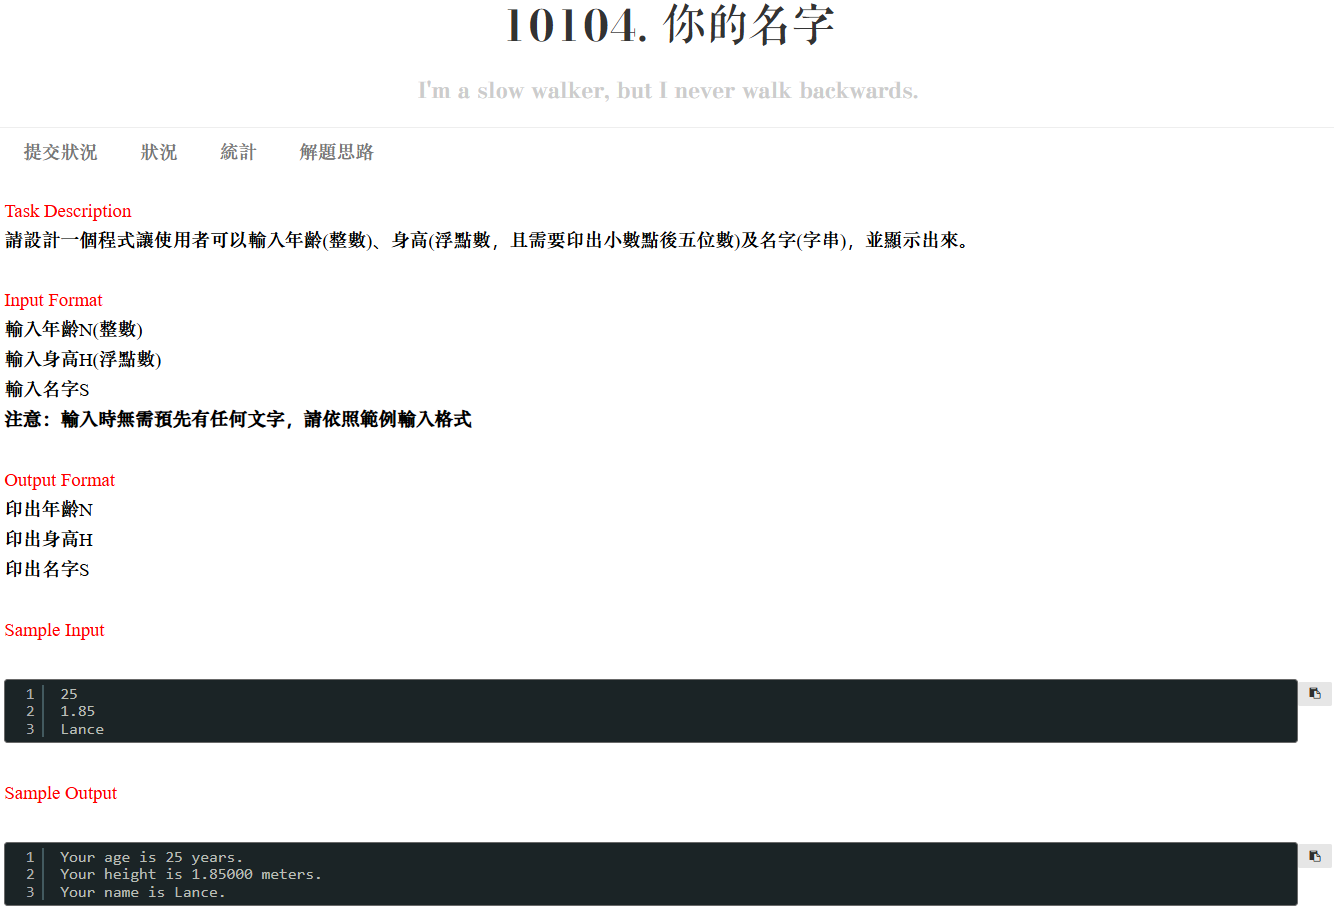 10104. 你的名字
I'm a slow walker, but I never walk backwards.
提交狀況 狀況 統計 解題思路
Task Description
請設計一個程式讓使用者可以輸入年齡(整數)、身高(浮點數，且需要印出小數點後五位數)及名字(字串)，並顯示出來。
Input Format
輸入年齡N(整數)
輸入身高H(浮點數)
輸入名字S
注意：輸入時無需預先有任何文字，請依照範例輸入格式
Output Format
印出年齡N
印出身高H
印出名字S
Sample Input
1 25
2 1.85
3 Lance
Sample Output
1 Your age is 25 years.
2 Your height is 1.85000 meters.
3 Your name is Lance.